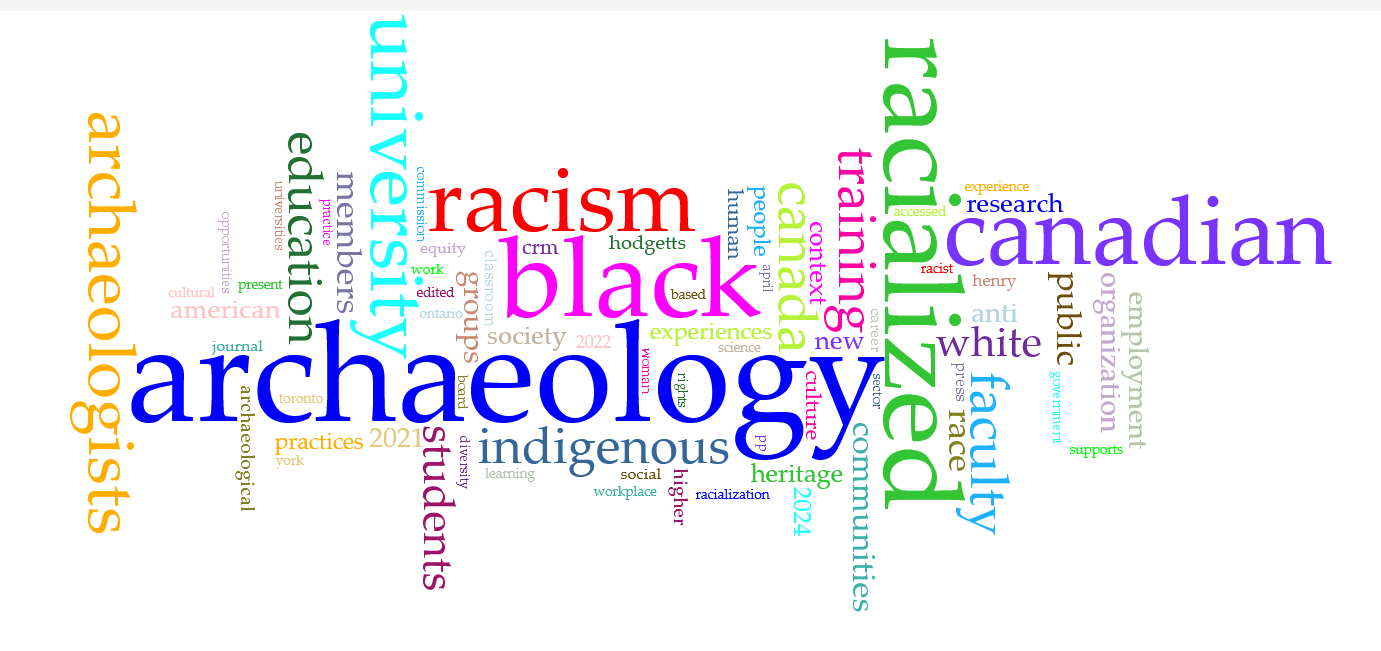 archaeologists
university
education
members
universities
practice
opportunities
cultural
present
american
journal
archaeological
toronto
practices
2021
york
commission
racism
equity
crm
hodgetts
work
edited
ontario
classroom
groups
black
based
society
2022
experiences
science
archaeology
woman
rights
board
students
diversity
indigenous
learning
social
workplace
higher
racialization
pp
heritage
2024
human
people
april
canada
context
training
new
culture
career
sector
communities
racialized
experience
accessed
research
canadian
racist
henry
anti
white
press
race
faculty
public
government
organization
employment
supports